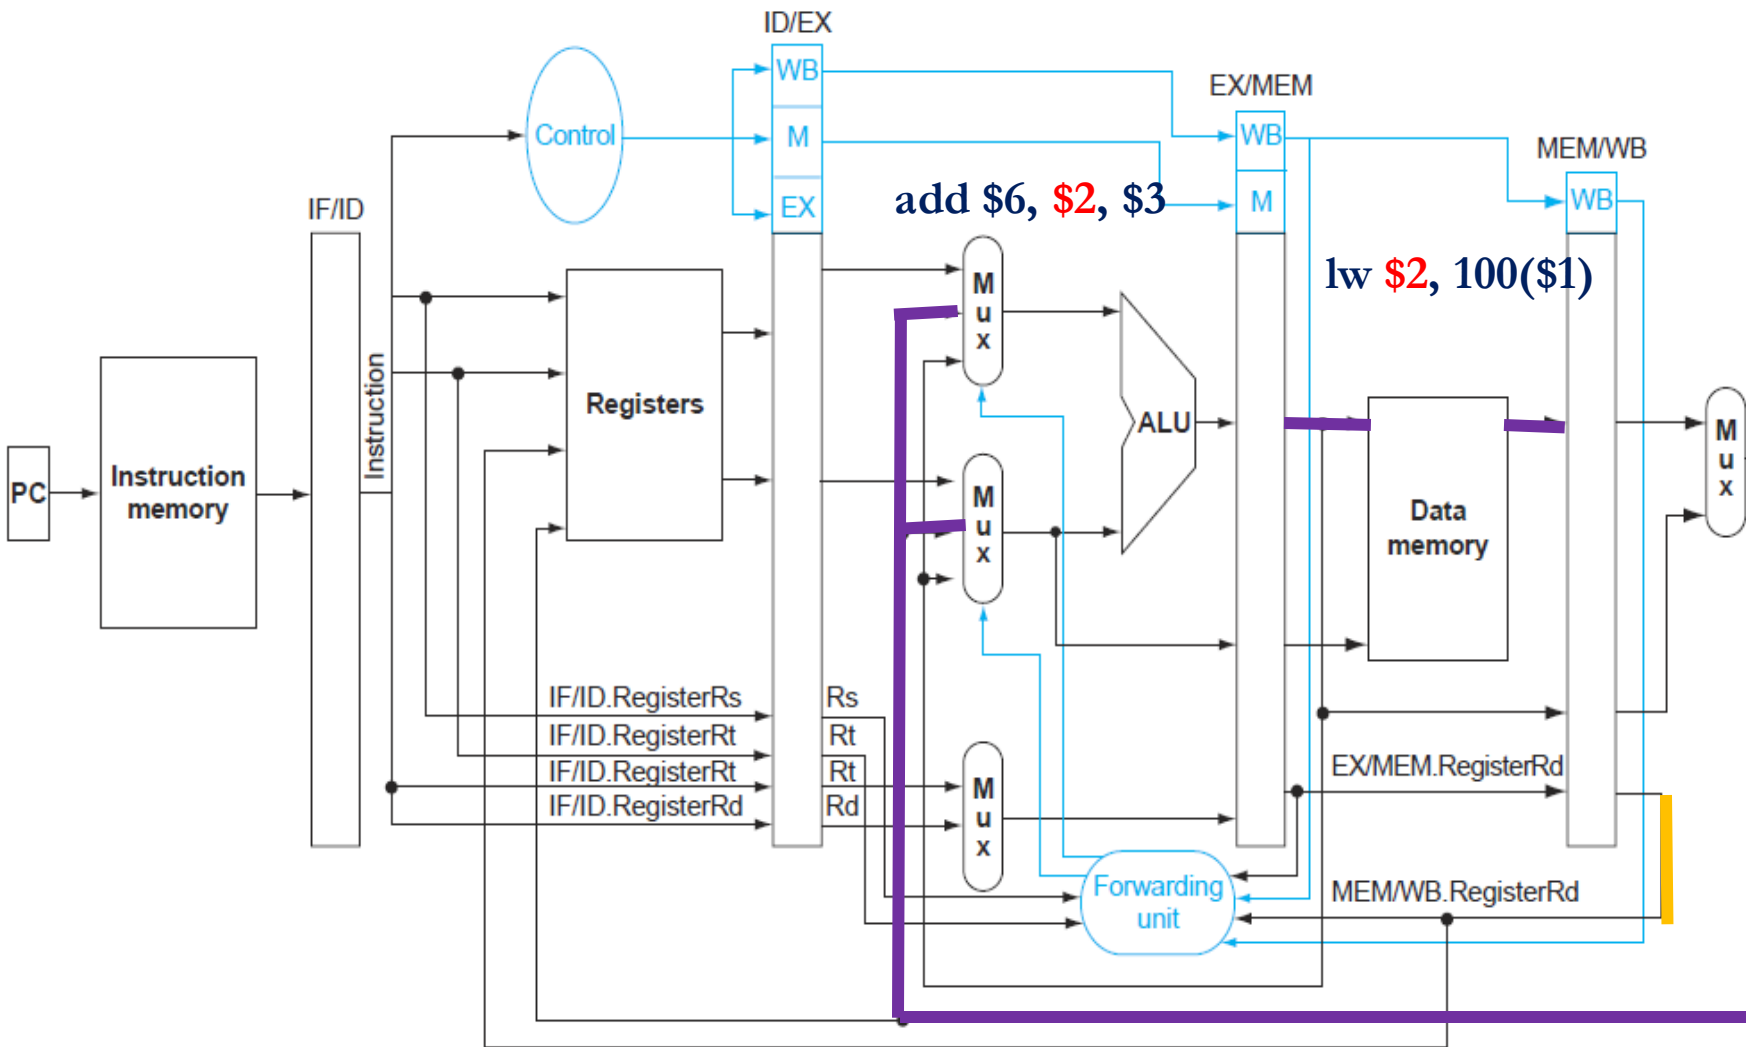 ID/EX
WB
EX/MEM
Control
M
WB
MEM/WB
add $6, $2, $3
IF/ID
EX
M
WB
lw $2, 100($1)
M
u
x
Instruction
Registers
ALU
M
u
x
PC
Instruction
memory
M
u
x
Data
memory
IF/ID.RegisterRs
Rs
IF/ID.RegisterRt
Rt
IF/ID.RegisterRt
Rt
IF/ID.RegisterRd
Rd
M
u
x
EX/MEM.RegisterRd
Forwarding
unit
MEM/WB.RegisterRd